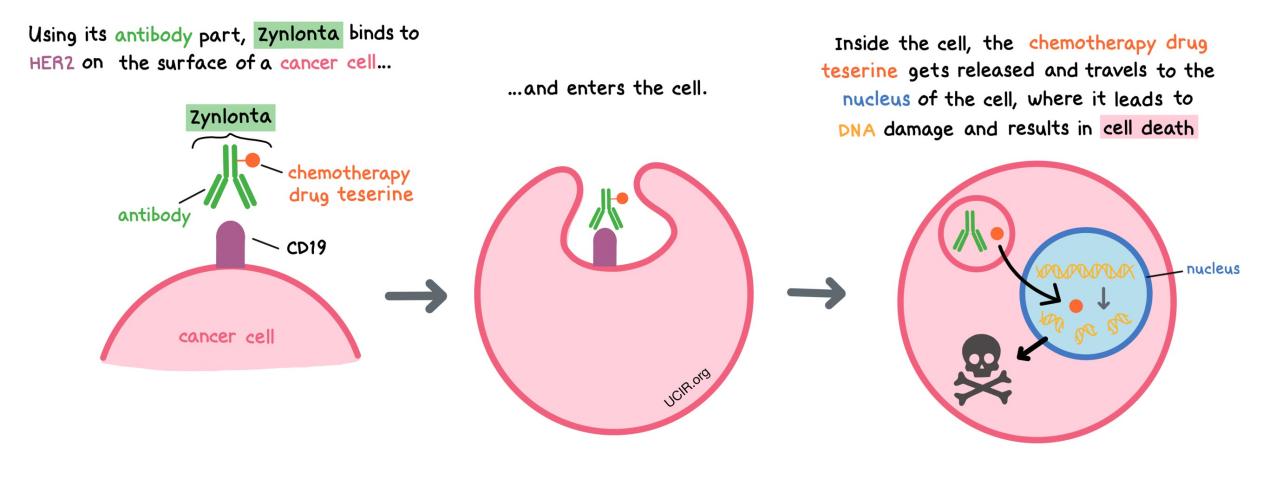 Using its antibody part, Zynlonta binds to
HER2 on the surface of a cancer cell...
Zynlonta
chemotherapy
drug teserine
antibody
CD19
cancer cell
...and enters the cell.
UCIR.org
Inside the cell, the chemotherapy drug
teserine gets released and travels to the
nucleus of the cell, where it leads to
DNA damage and results in cell death
nucleus